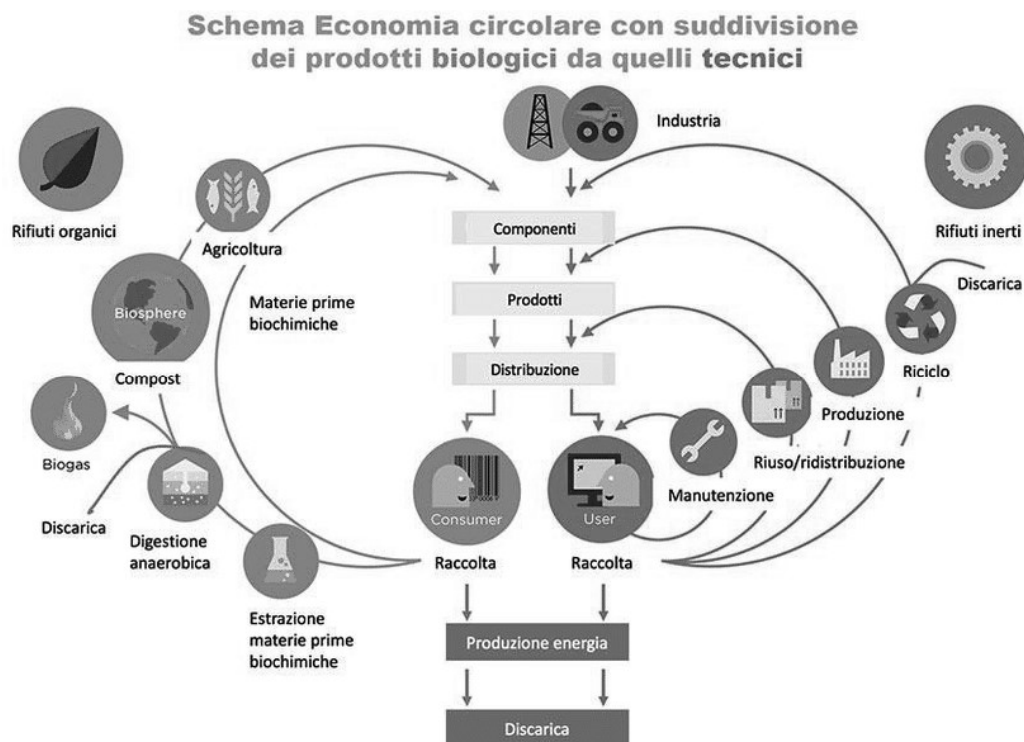 Schema Economia circolare con suddivisione
dei prodotti biologici da quelli tecnici
Industria
Rifiuti organici
Rifiuti inerti
Agricoltura
Componenti
Discarica
Biosphere
Materie prime
biochimiche
Prodotti
Compost
Distribuzione
Riciclo
Produzione
Biogas
Riuso/ridistribuzione
Manutenzione
Consumer
User
Discarica
Digestione
anaerobica
Raccolta
Raccolta
Estrazione
materie prime
biochimiche
Produzione energia
Discarica